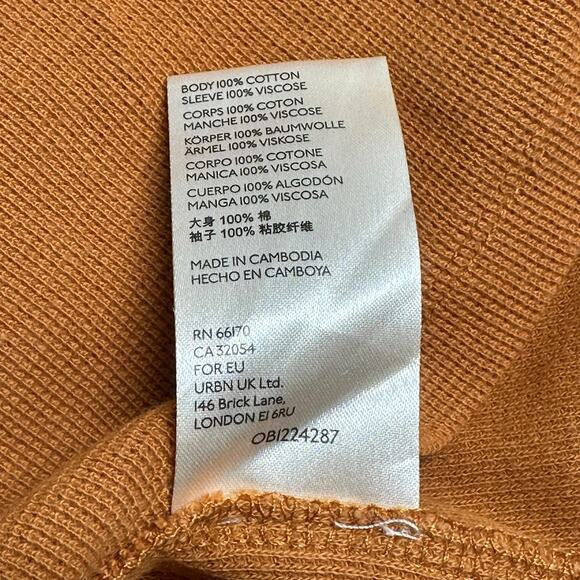 BODY 100% COTTON
SLEEVE 100% VISCOSE
CORPS 100% COTON
MANCHE 100% VISCOSE
KÖRPER 100% BAUMWOLLE
ÄRMEL 100% VISKOSE
CORPO 100% COTONE
MANICA 100% VISCOSA
CUERPO 100% ALGODÓN
MANGA 100% VISCOSA
大身 100% 棉
袖子 100% 粘胶纤维
MADE IN CAMBODIA
HECHO EN CAMBOYA
RN 66170
CA 32054
FOR EU
URBN UK Ltd.
146 Brick Lane,
LONDON E1 6RU
OB1224287